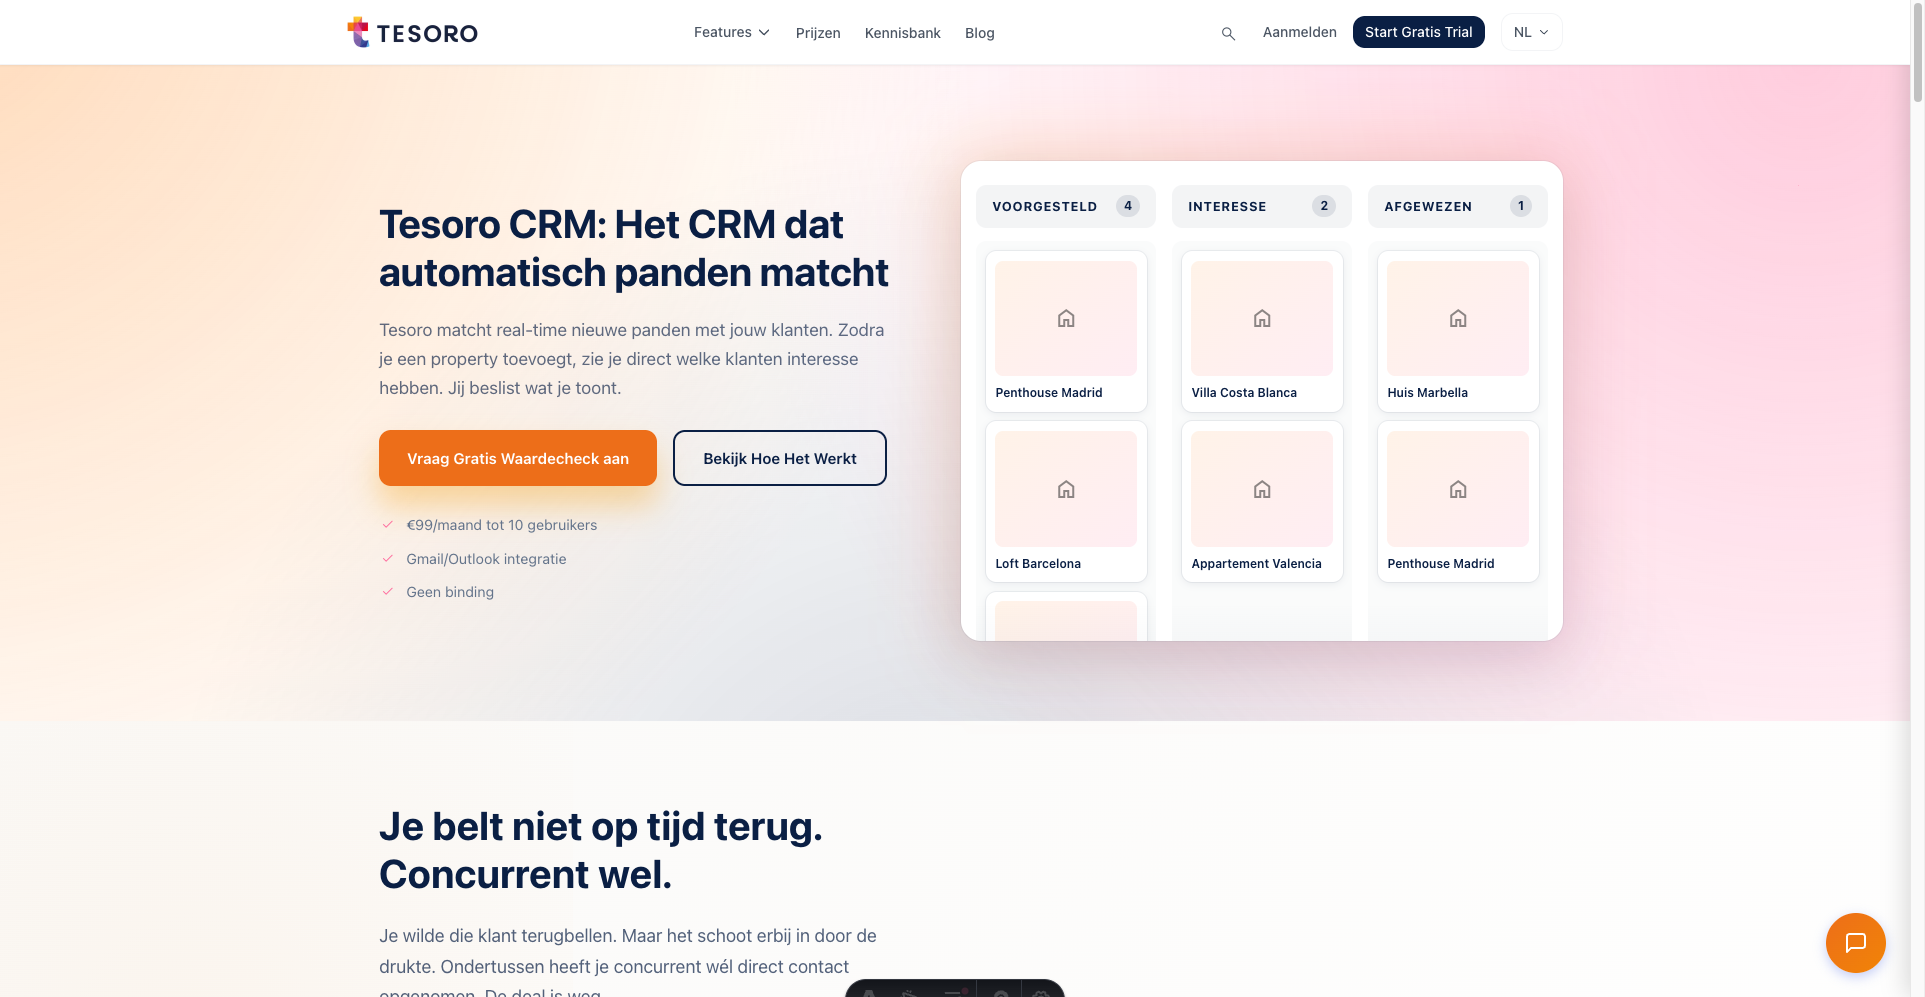 TESORO
Features
Prijzen
Kennisbank
Blog
Aanmelden
Start Gratis Trial
NL
Tesoro CRM: Het CRM dat
automatisch panden matcht
Tesoro matcht real-time nieuwe panden met jouw klanten. Zodra
je een property toevoegt, zie je direct welke klanten interesse
hebben. Jij beslist wat je toont.
Vraag Gratis Waardecheck aan
Bekijk Hoe Het Werkt
€99/maand tot 10 gebruikers
Gmail/Outlook integratie
Geen binding
VOORGESTELD 4
Penthouse Madrid
Loft Barcelona
INTERESSE 2
Villa Costa Blanca
Appartement Valencia
AFGEWEZEN 1
Huis Marbella
Penthouse Madrid
Je belt niet op tijd terug.
Concurrent wel.
Je wilde die klant terugbellen. Maar het schoot erbij in door de
drukte. Ondertussen heeft je concurrent wél direct contact
opgenomen. De deal is weg.